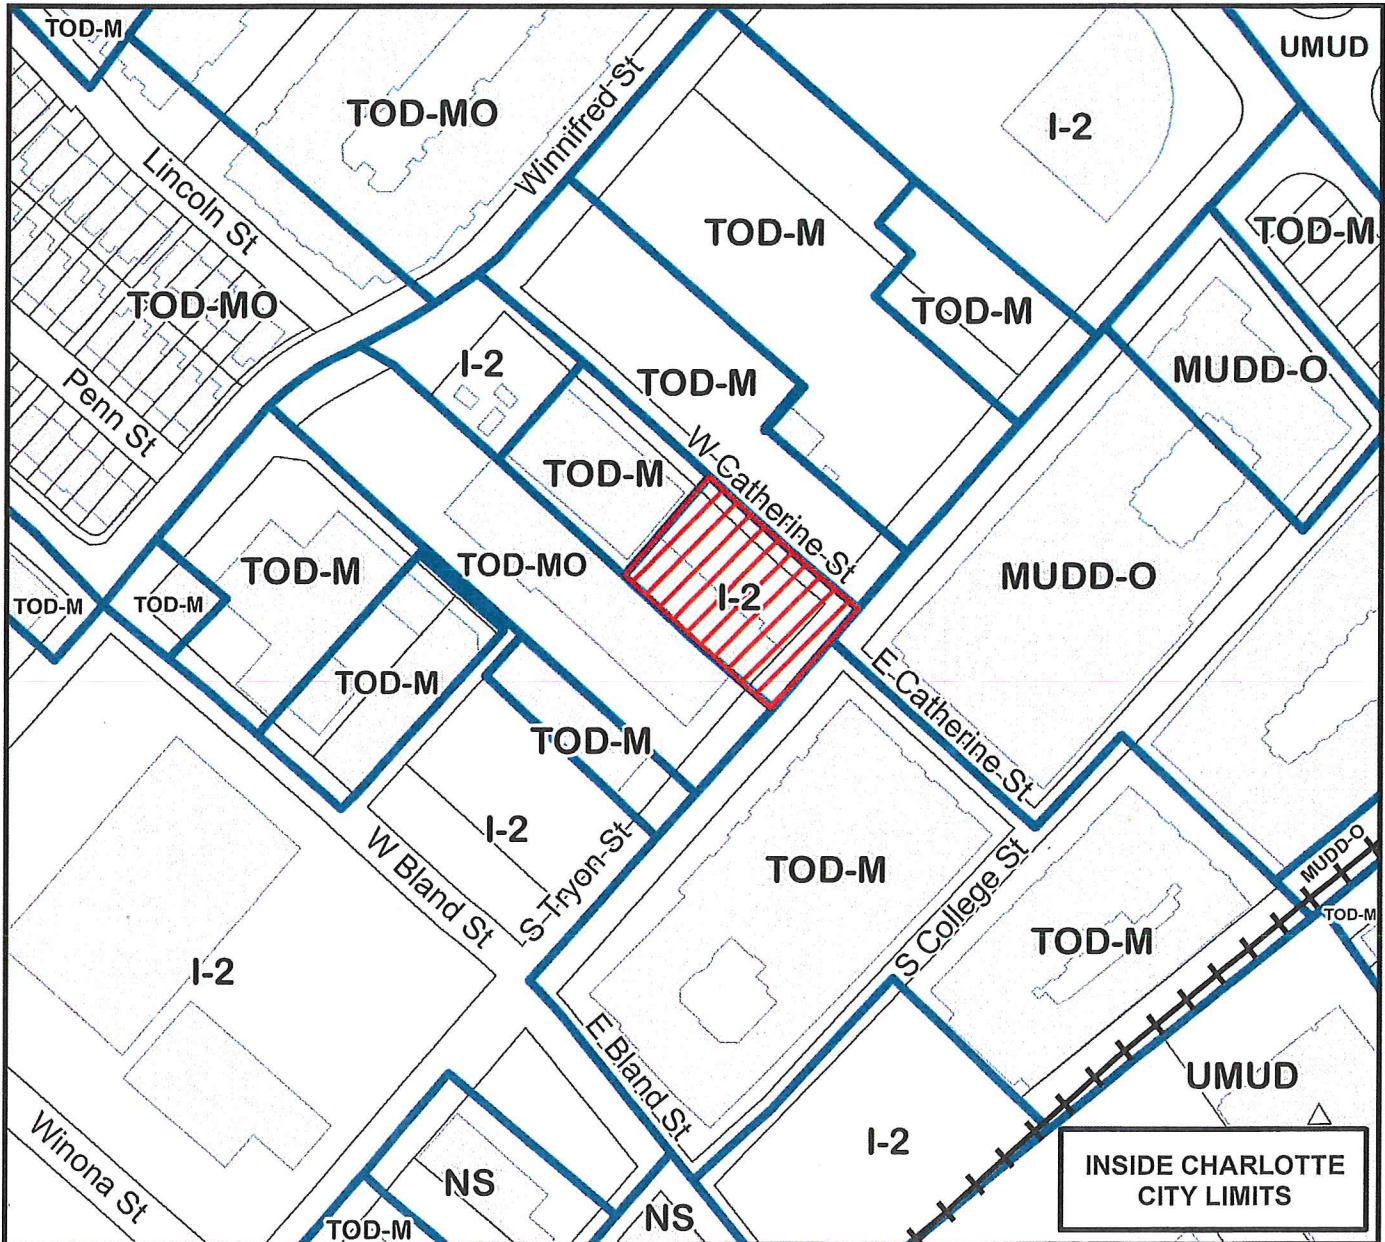 TOD-M
UMUD
TOD-MO
I-2
Winnifred St
Lincoln St
TOD-M
TOD-M
TOD-MO
TOD-M
I-2
MUDD-O
TOD-M
Penn St
W Catherine St
TOD-M
TOD-MO
TOD-M
MUDD-O
I-2
TOD-M
TOD-M
E Catherine St
TOD-M
TOD-M
I-2
S Tryon St
W Bland St
TOD-M
MUDD-O
S College St
TOD-M
TOD-M
I-2
E Bland St
UMUD
Winona St
I-2
INSIDE CHARLOTTE
CITY LIMITS
NS
NS
TOD-M